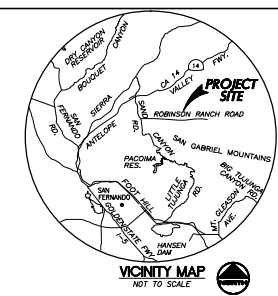 DRY CANYON
RESERVOIR
BOUQUET
CANYON
SAN
FERNANDO
RD.
SIERRA
ANTELOPE
VALLEY
CA 14
14
FWY.
PROJECT
SITE
SAND
CANYON
RD.
ROBINSON RANCH ROAD
SAN GABRIEL MOUNTAINS
PACOIMA
RES.
LITTLE
TUJUNGA
RD.
BIG TUJUNGA
CANYON RD.
MT. GLEASON
AVE.
SAN
FERNANDO
FOOT HILL
GOLDENSTATE FWY
I-5
HANSEN
DAM
VICINITY MAP
NOT TO SCALE
NORTH